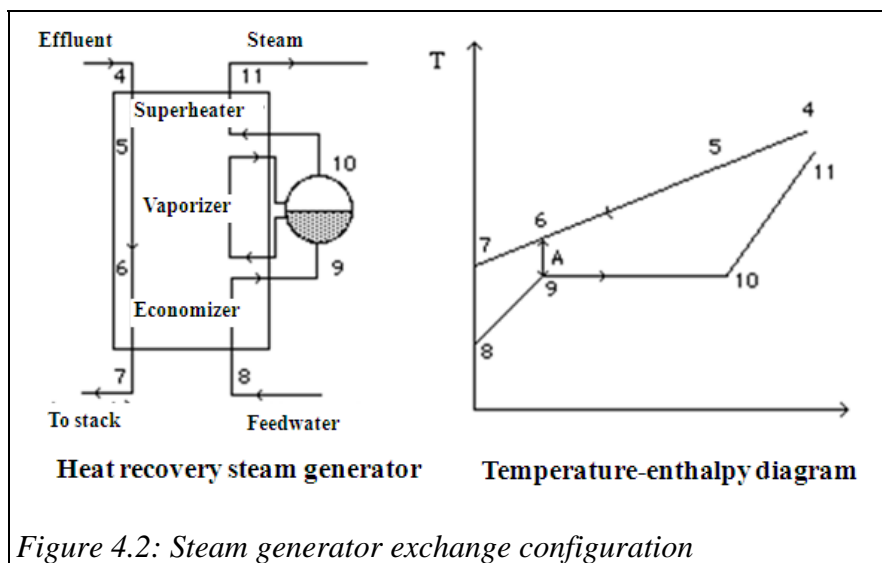 Effluent
Steam
4
11
Superheater
5
10
Vaporizer
6
9
Economizer
7
8
To stack
Feedwater
Heat recovery steam generator
T
4
5
11
6
7
A
9
10
8
Temperature-enthalpy diagram
Figure 4.2: Steam generator exchange configuration